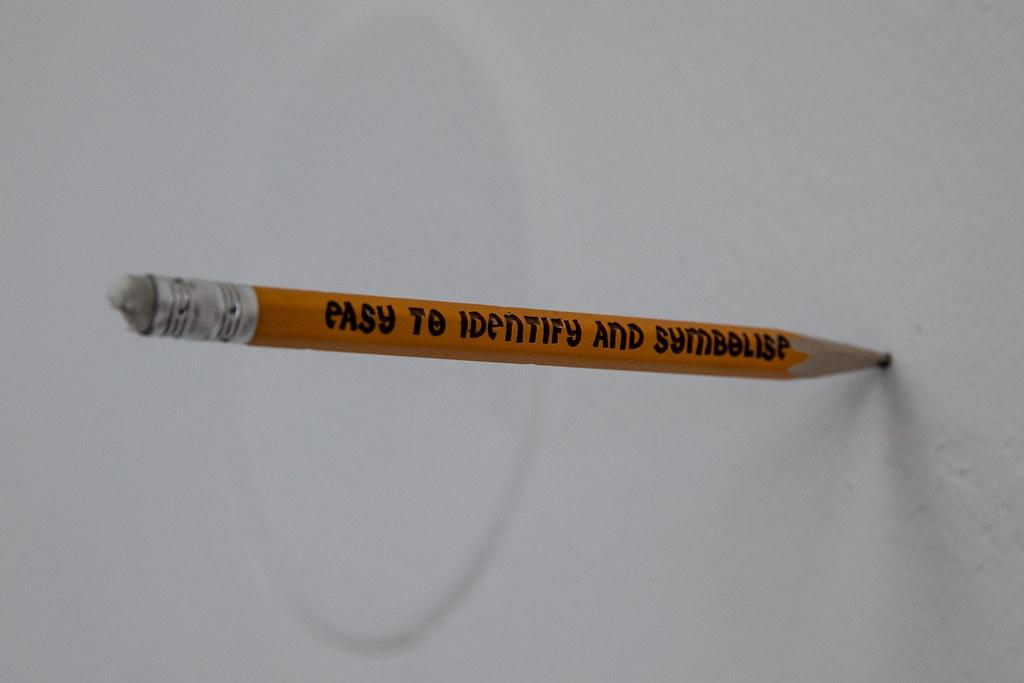 EASY TO IDENTIFY AND SYMBOLISE